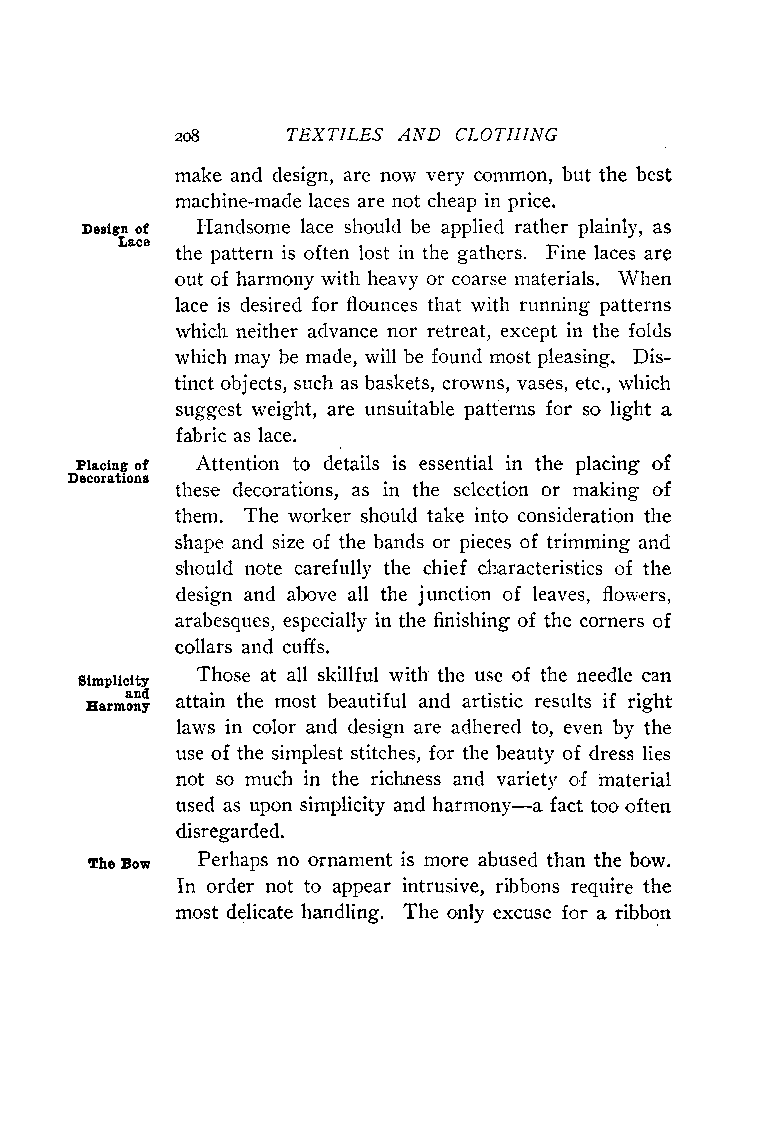 208 TEXTILES AND CLOTHING
make and design, are now very common, but the best
machine-made laces are not cheap in price.
Design of
Lace
Handsome lace should be applied rather plainly, as
the pattern is often lost in the gathers. Fine laces are
out of harmony with heavy or coarse materials. When
lace is desired for flounces that with running patterns
which neither advance nor retreat, except in the folds
which may be made, will be found most pleasing. Dis-
tinct objects, such as baskets, crowns, vases, etc., which
suggest weight, are unsuitable patterns for so light a
fabric as lace.
Placing of
Decorations
Attention to details is essential in the placing of
these decorations, as in the selection or making of
them. The worker should take into consideration the
shape and size of the bands or pieces of trimming and
should note carefully the chief characteristics of the
design and above all the junction of leaves, flowers,
arabesques, especially in the finishing of the corners of
collars and cuffs.
Simplicity
and
Harmony
Those at all skillful with the use of the needle can
attain the most beautiful and artistic results if right
laws in color and design are adhered to, even by the
use of the simplest stitches, for the beauty of dress lies
not so much in the richness and variety of material
used as upon simplicity and harmony—a fact too often
disregarded.
The Bow
Perhaps no ornament is more abused than the bow.
In order not to appear intrusive, ribbons require the
most delicate handling. The only excuse for a ribbon